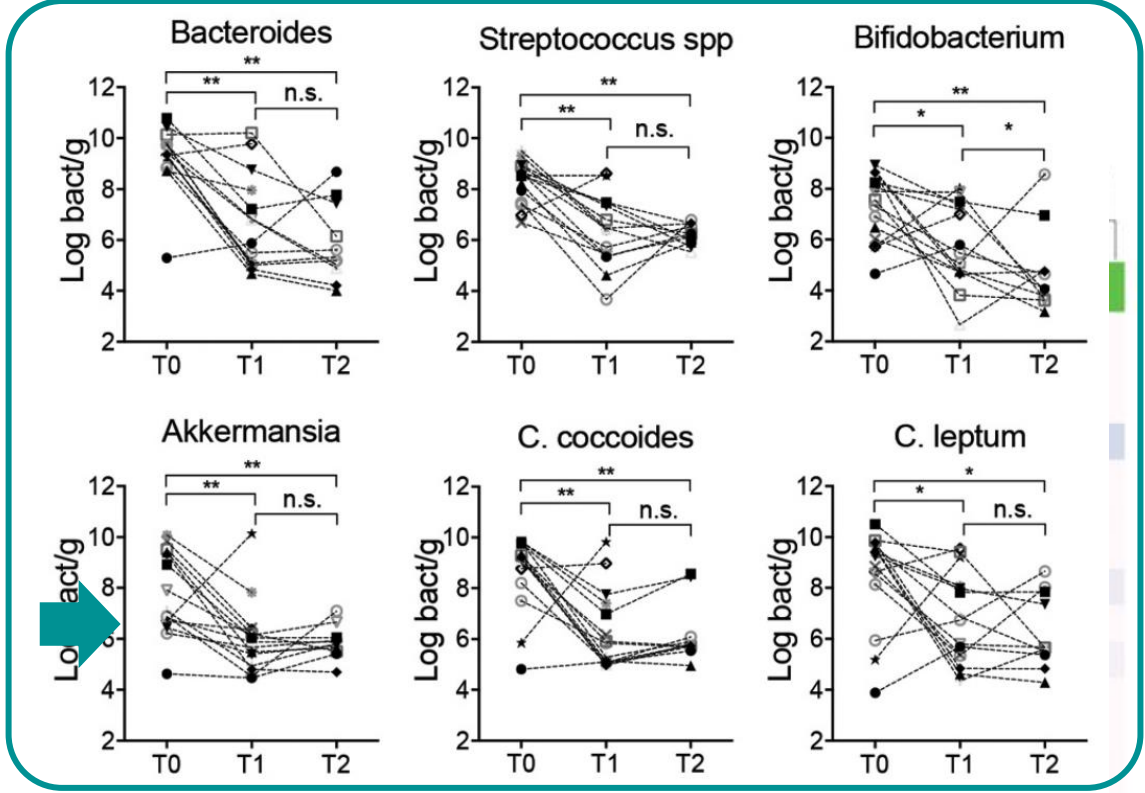 Bacteroides
**
**
n.s.
Log bact/g
12
10
8
6
4
2
T0 T1 T2
Streptococcus spp
**
**
n.s.
Log bact/g
12
10
8
6
4
2
T0 T1 T2
Bifidobacterium
**
*
*
Log bact/g
12
10
8
6
4
2
T0 T1 T2
Akkermansia
**
**
n.s.
Log bact/g
12
10
8
6
4
2
T0 T1 T2
C. coccoides
**
**
n.s.
Log bact/g
12
10
8
6
4
2
T0 T1 T2
C. leptum
*
*
n.s.
Log bact/g
12
10
8
6
4
2
T0 T1 T2